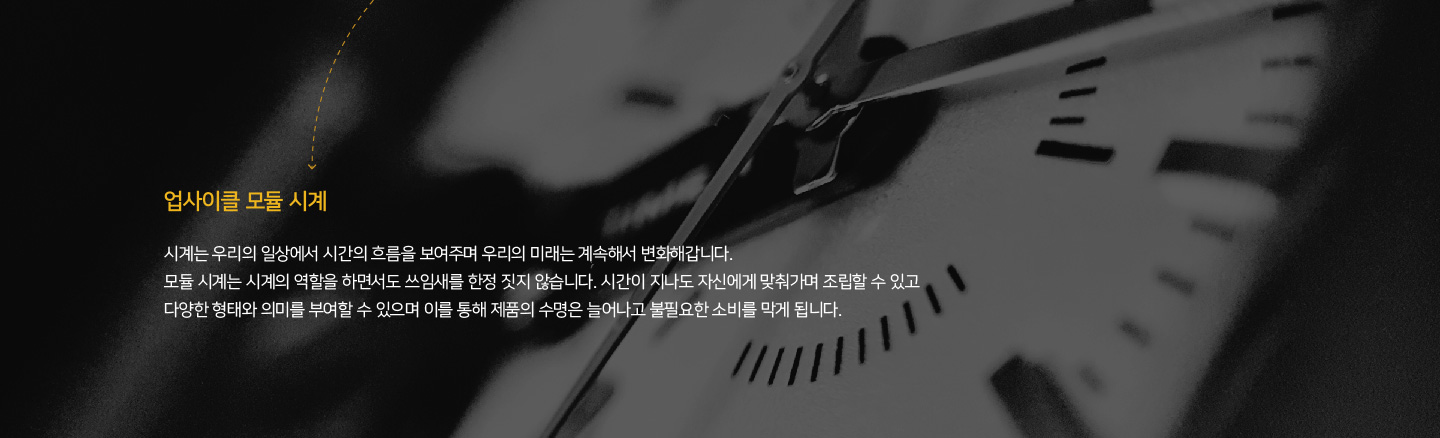 업사이클 모듈 시계
시계는 우리의 일상에서 시간의 흐름을 보여주며 우리의 미래는 계속해서 변화해갑니다.
모듈 시계는 시계의 역할을 하면서도 쓰임새를 한정 짓지 않습니다. 시간이 지나도 자신에게 맞춰가며 조립할 수 있고
다양한 형태와 의미를 부여할 수 있으며 이를 통해 제품의 수명은 늘어나고 불필요한 소비를 막게 됩니다.